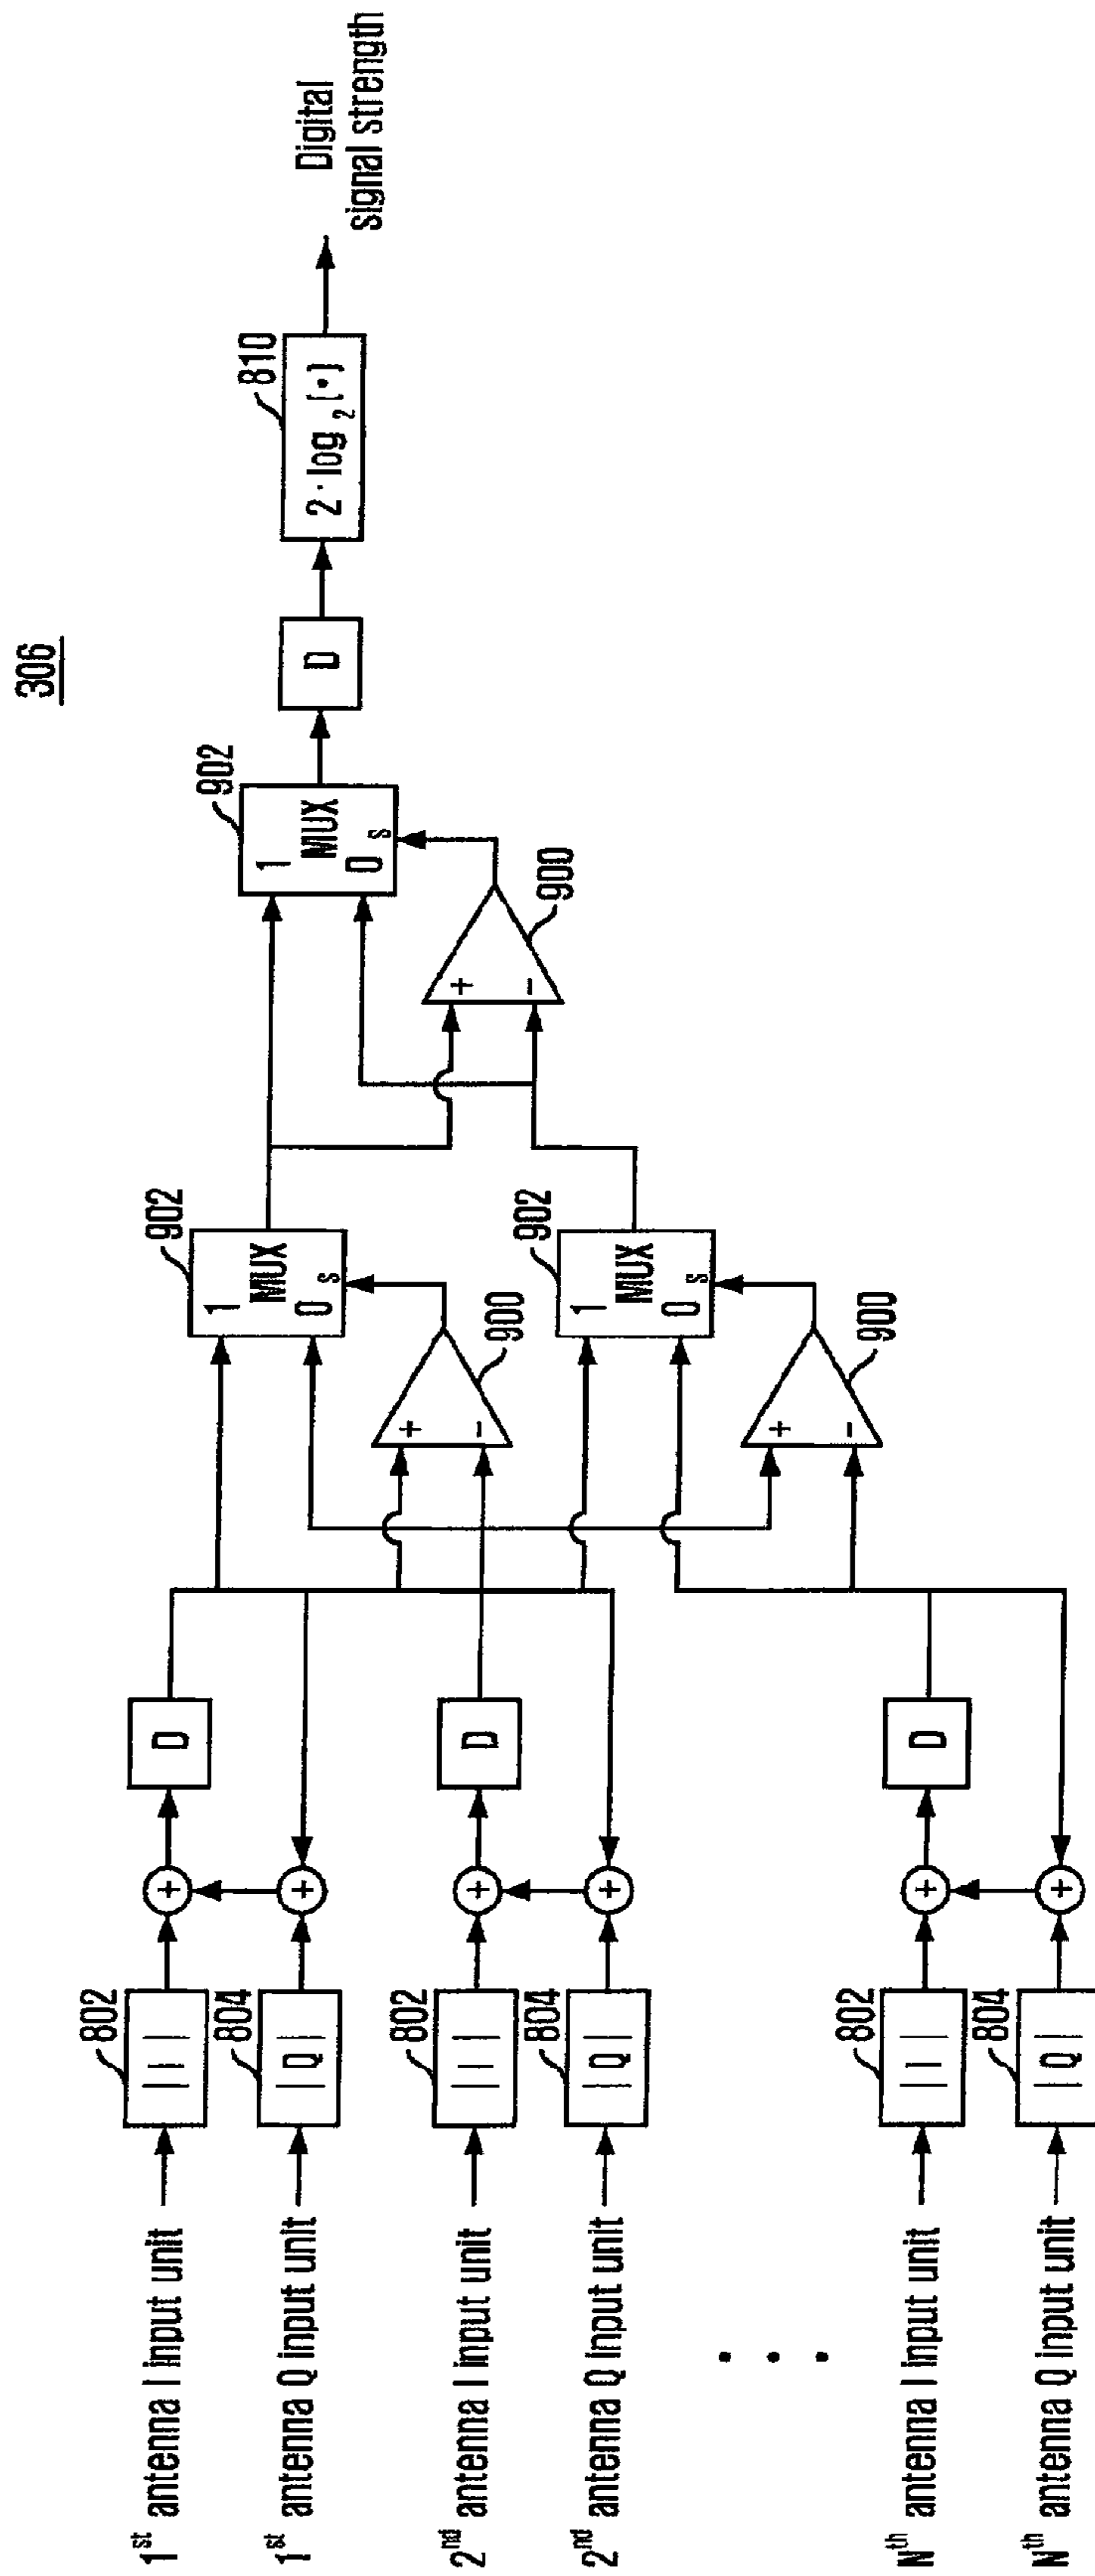 306
1st antenna I input unit
802
| I |
+
D
1st antenna Q input unit
804
| Q |
+
2nd antenna I input unit
802
| I |
+
D
2nd antenna Q input unit
804
| Q |
+
. . .
Nth antenna I input unit
802
| I |
+
D
Nth antenna Q input unit
804
| Q |
+
902
1
MUX
0 s
+
-
900
902
1
MUX
0 s
+
-
900
902
1
MUX
0 s
+
-
900
D
810
2 · log 2 [•]
Digital
signal strength